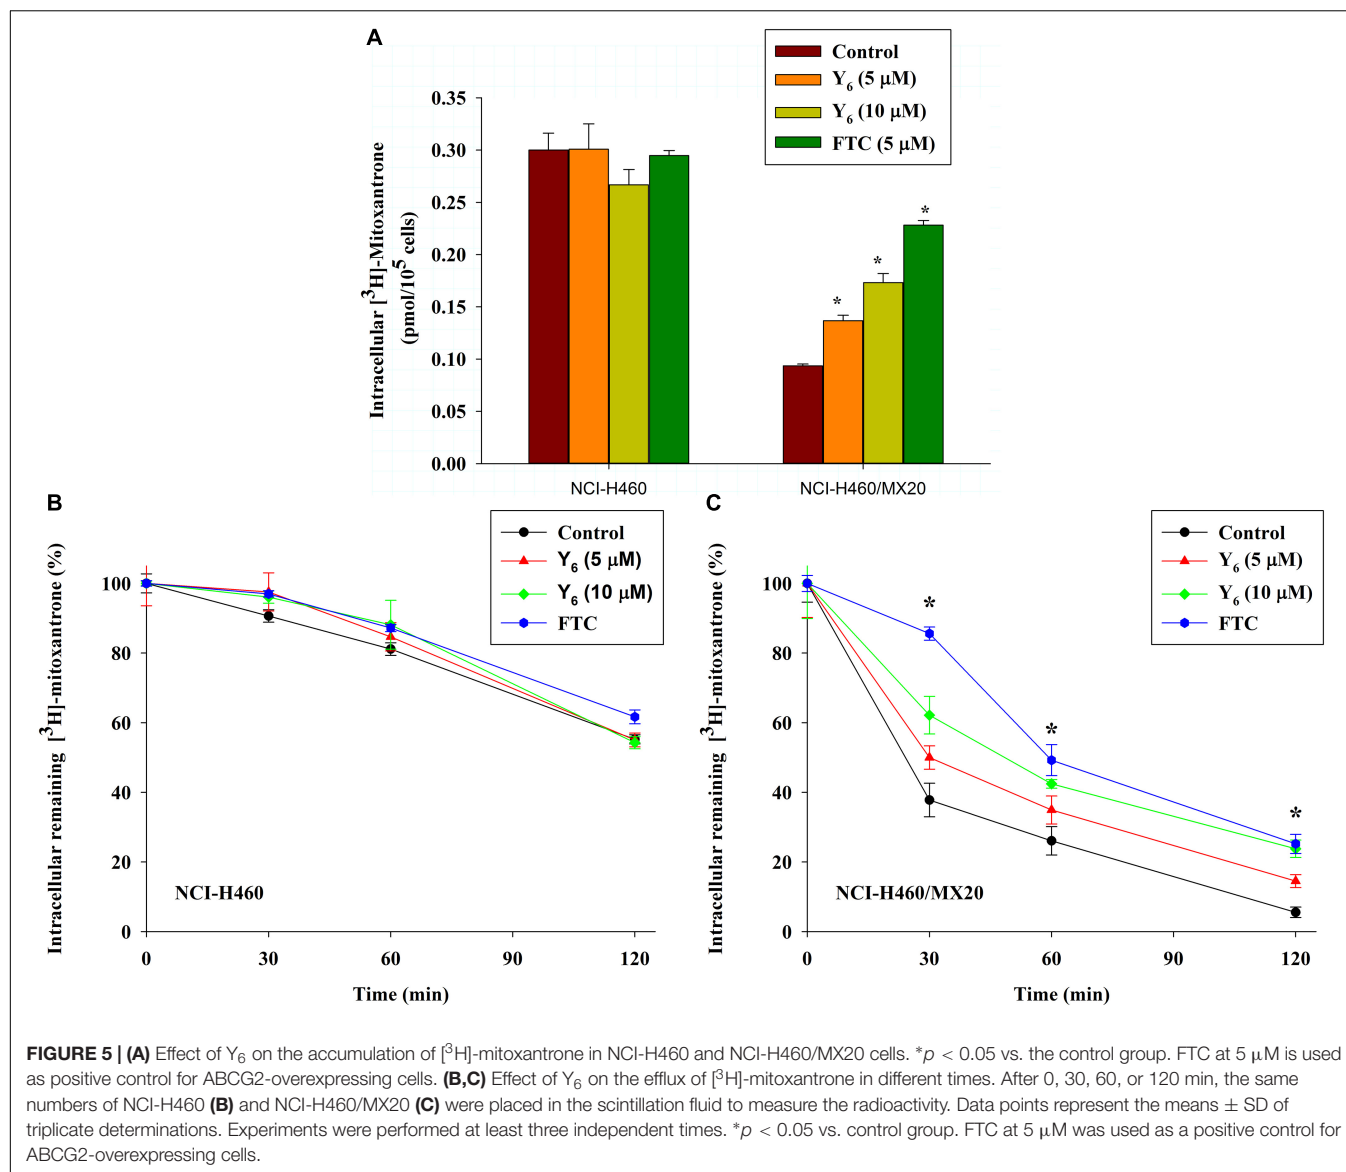 A
Control
Y6 (5 μM)
Y6 (10 μM)
FTC (5 μM)
Intracellular [3H]-Mitoxantrone
(pmol/10^5 cells)
0.35
0.30
0.25
0.20
0.15
0.10
0.05
0.00
*
*
*
NCI-H460
NCI-H460/MX20
B
Control
Y6 (5 μM)
Y6 (10 μM)
FTC
Intracellular remaining [3H]-mitoxantrone (%)
100
80
60
40
20
0
NCI-H460
0
30
60
90
120
Time (min)
C
Control
Y6 (5 μM)
Y6 (10 μM)
FTC
Intracellular remaining [3H]-mitoxantrone (%)
100
80
60
40
20
0
*
*
*
NCI-H460/MX20
0
30
60
90
120
Time (min)
FIGURE 5 | (A) Effect of Y6 on the accumulation of [3H]-mitoxantrone in NCI-H460 and NCI-H460/MX20 cells. *p < 0.05 vs. the control group. FTC at 5 μM is used
as positive control for ABCG2-overexpressing cells. (B,C) Effect of Y6 on the efflux of [3H]-mitoxantrone in different times. After 0, 30, 60, or 120 min, the same
numbers of NCI-H460 (B) and NCI-H460/MX20 (C) were placed in the scintillation fluid to measure the radioactivity. Data points represent the means ± SD of
triplicate determinations. Experiments were performed at least three independent times. *p < 0.05 vs. control group. FTC at 5 μM was used as a positive control for
ABCG2-overexpressing cells.